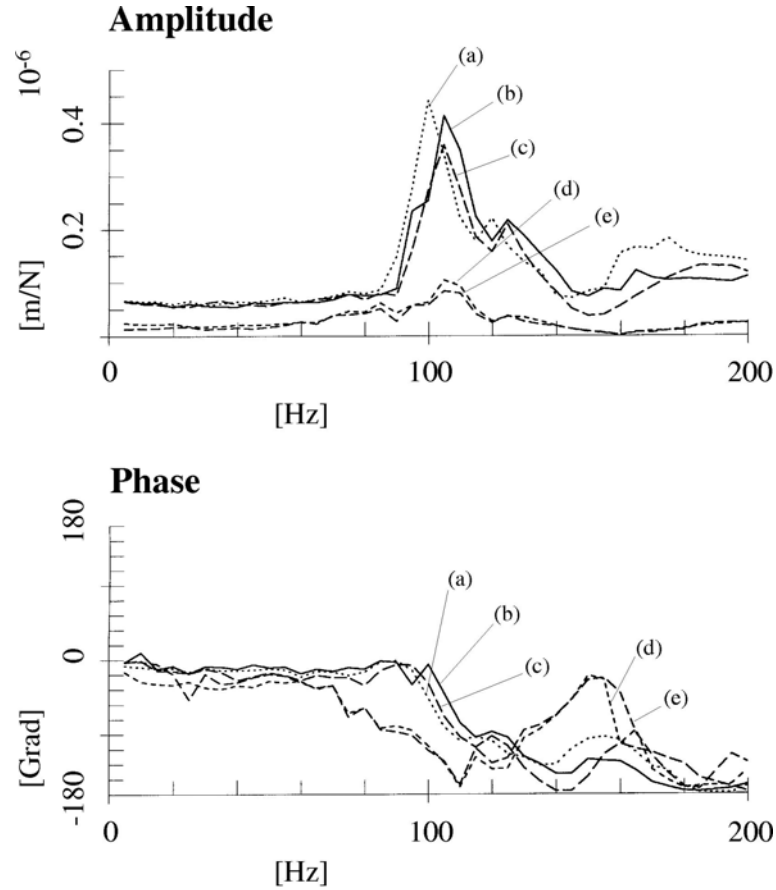 Amplitude
10-6
0.4
0.2
[m/N]
(a)
(b)
(c)
(d)
(e)
0
100
200
[Hz]
Phase
180
0
-180
[Grad]
(a)
(b)
(c)
(d)
(e)
0
100
200
[Hz]